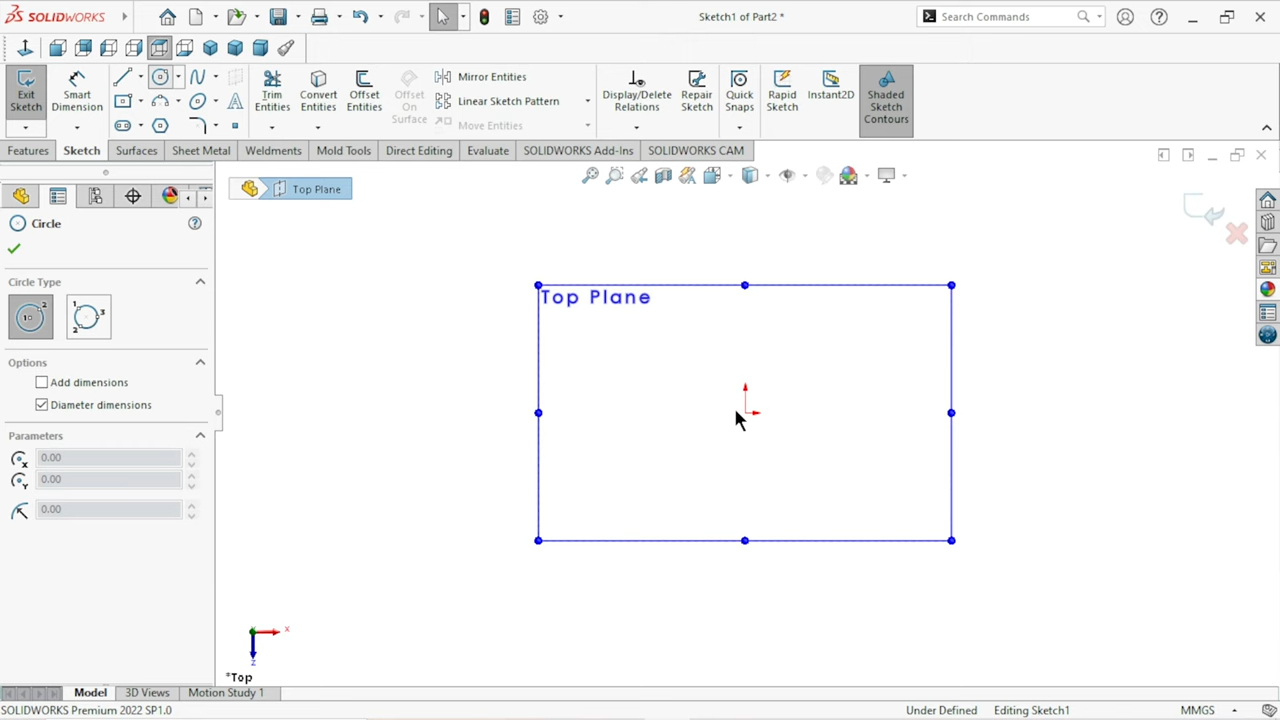 SOLIDWORKS
Sketch1 of Part2 *
Search Commands
Exit Sketch
Smart Dimension
Trim Entities
Convert Entities
Offset Entities
Offset On Surface
Mirror Entities
Linear Sketch Pattern
Move Entities
Display/Delete Relations
Repair Sketch
Quick Snaps
Rapid Sketch
Instant2D
Shaded Sketch Contours
Features
Sketch
Surfaces
Sheet Metal
Weldments
Mold Tools
Direct Editing
Evaluate
SOLIDWORKS Add-Ins
SOLIDWORKS CAM
Top Plane
Circle
Circle Type
Options
Add dimensions
Diameter dimensions
Parameters
0.00
0.00
0.00
Top Plane
x
z
*Top
Model
3D Views
Motion Study 1
SOLIDWORKS Premium 2022 SP1.0
Under Defined
Editing Sketch1
MMGS